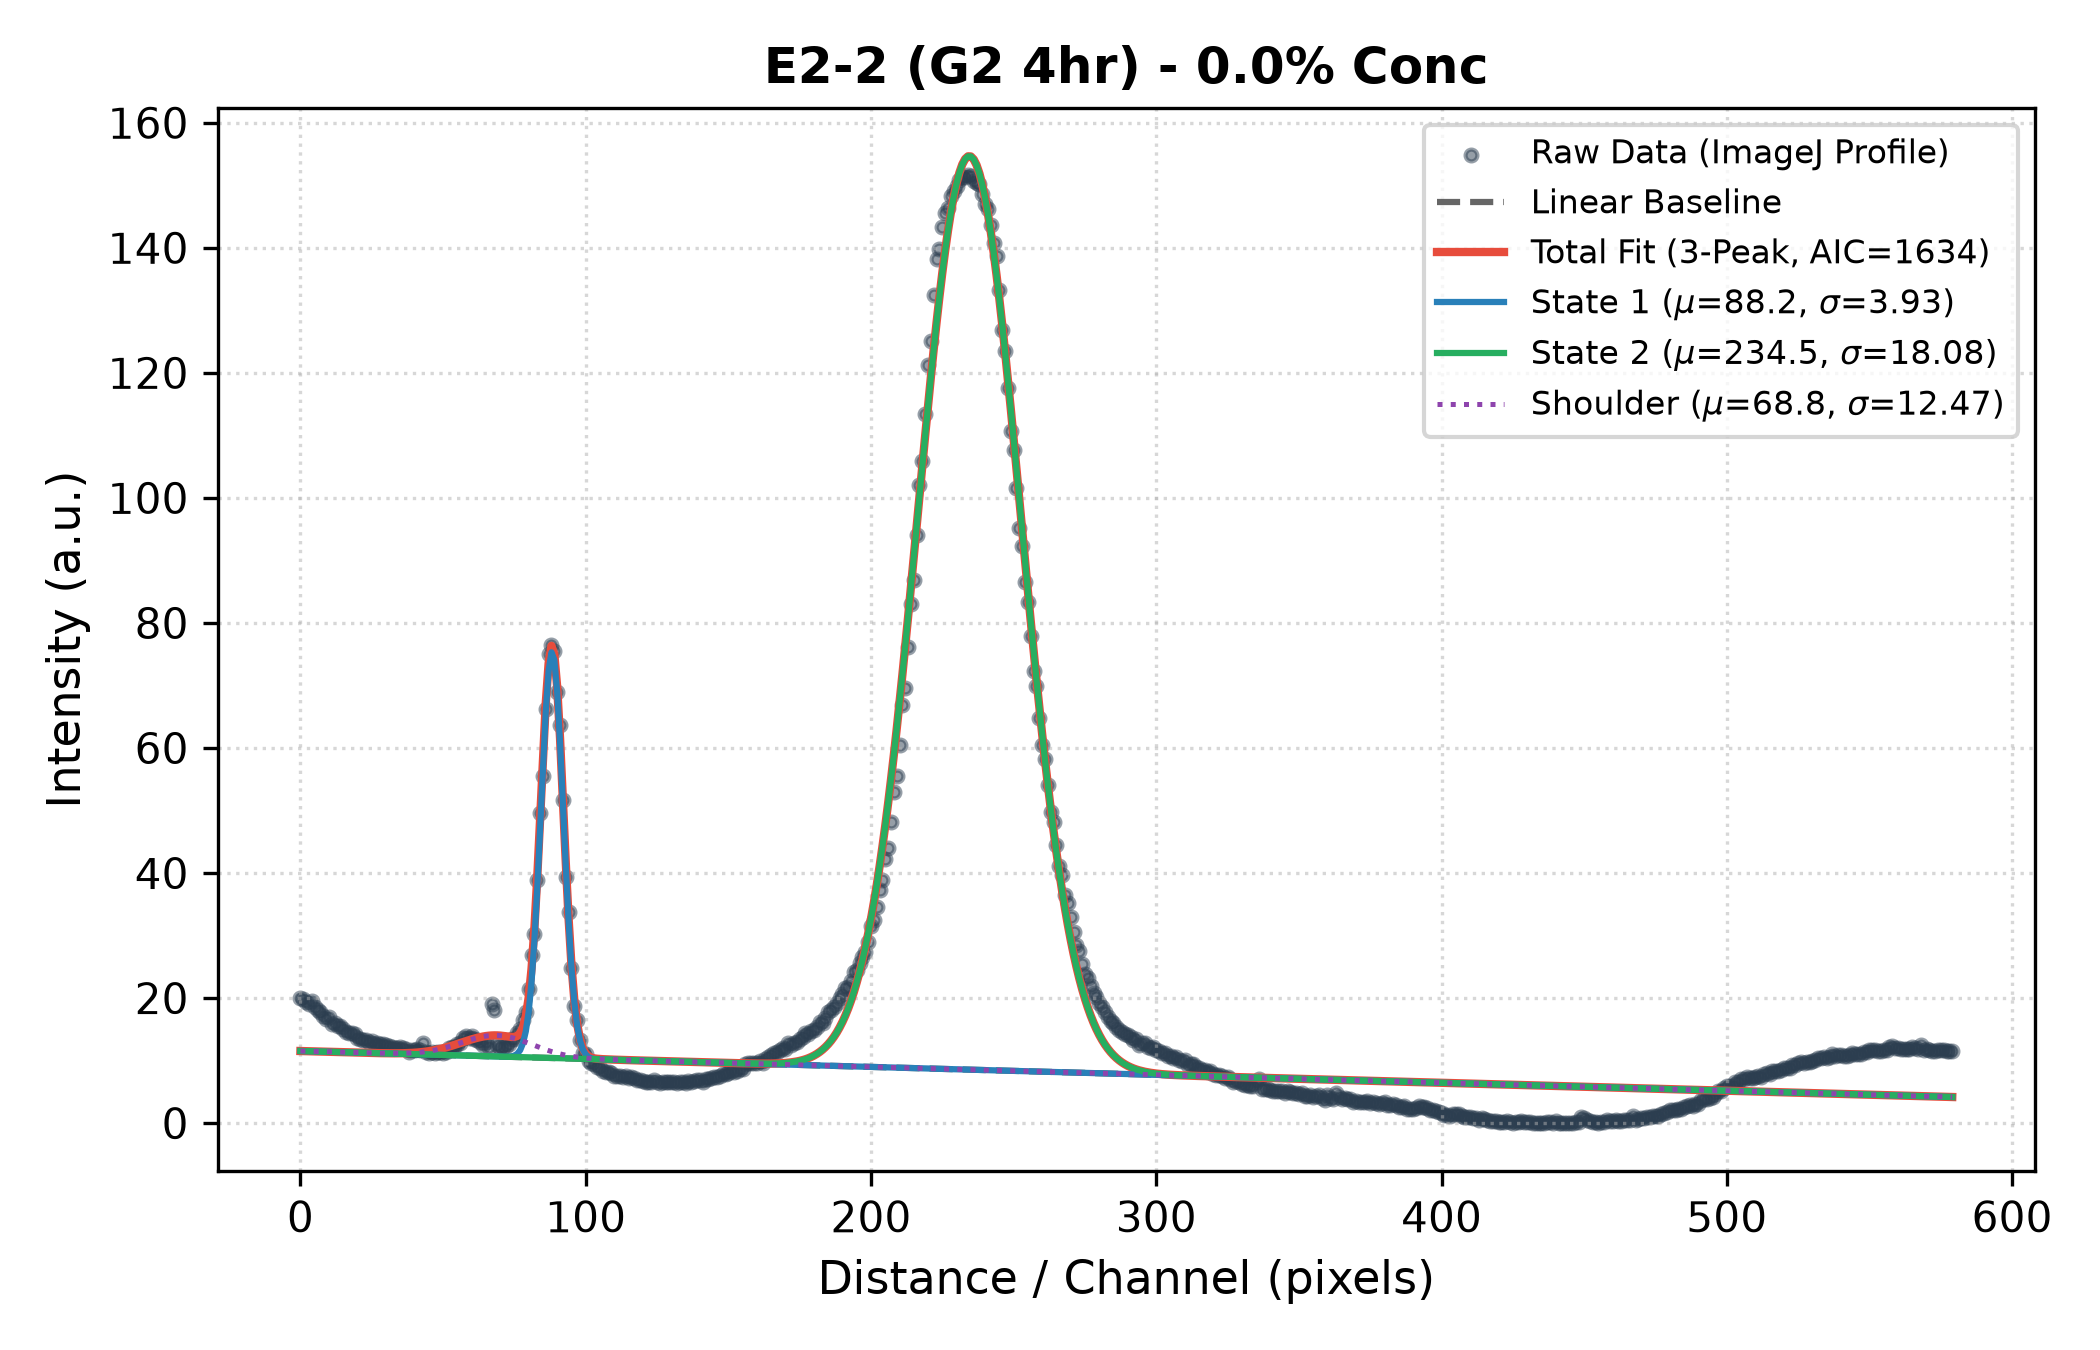 E2-2 (G2 4hr) - 0.0% Conc
160
140
120
100
80
60
40
20
0
Intensity (a.u.)
Raw Data (ImageJ Profile)
Linear Baseline
Total Fit (3-Peak, AIC=1634)
State 1 (μ=88.2, σ=3.93)
State 2 (μ=234.5, σ=18.08)
Shoulder (μ=68.8, σ=12.47)
0 100 200 300 400 500 600
Distance / Channel (pixels)